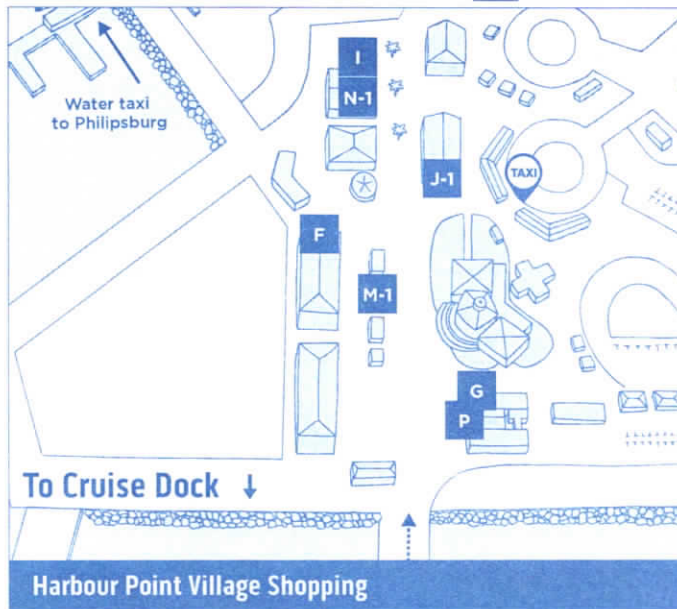 I
N-1
Water taxi
to Philipsburg
J-1
TAXI
F
M-1
G
P
To Cruise Dock ↓
Harbour Point Village Shopping